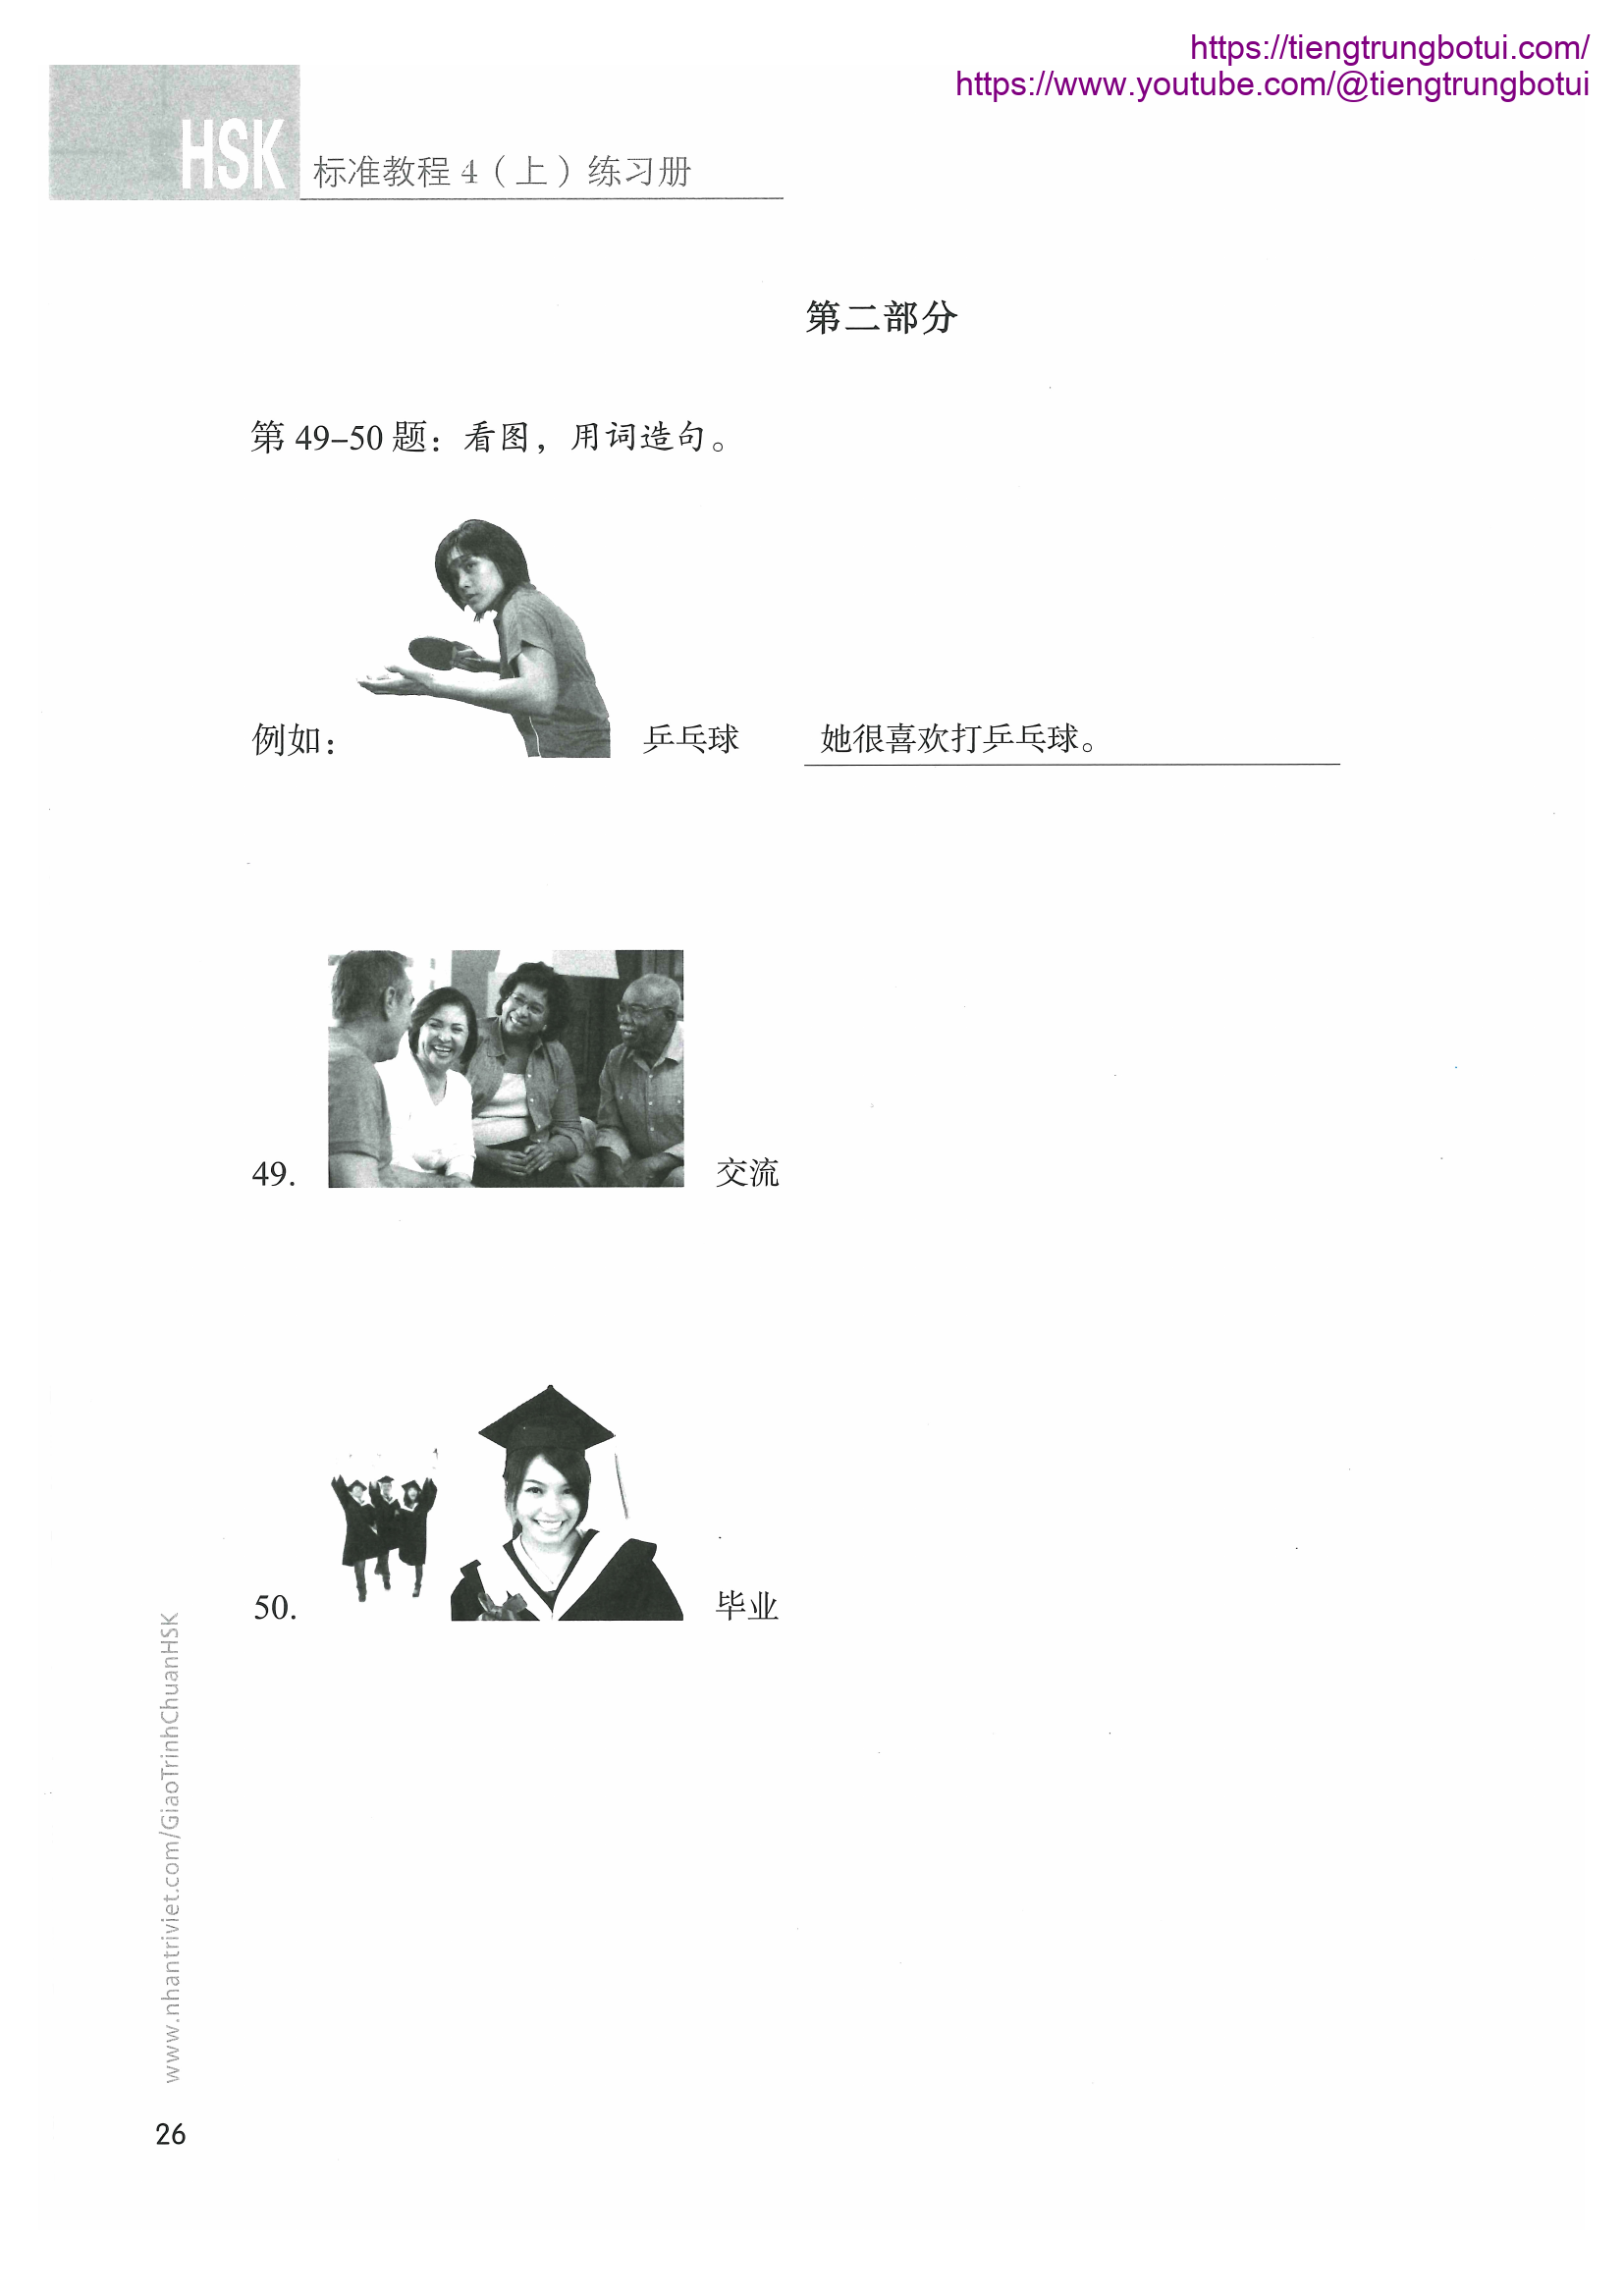 https://tiengtrungbotui.com/
https://www.youtube.com/@tiengtrungbotui
HSK 标准教程 4（上）练习册
第二部分
第 49–50 题：看图，用词造句。
例如： 乒乓球 她很喜欢打乒乓球。
49. 交流
50. 毕业
www.nhantriviet.com/GiaoTrinhChuanHSK
26